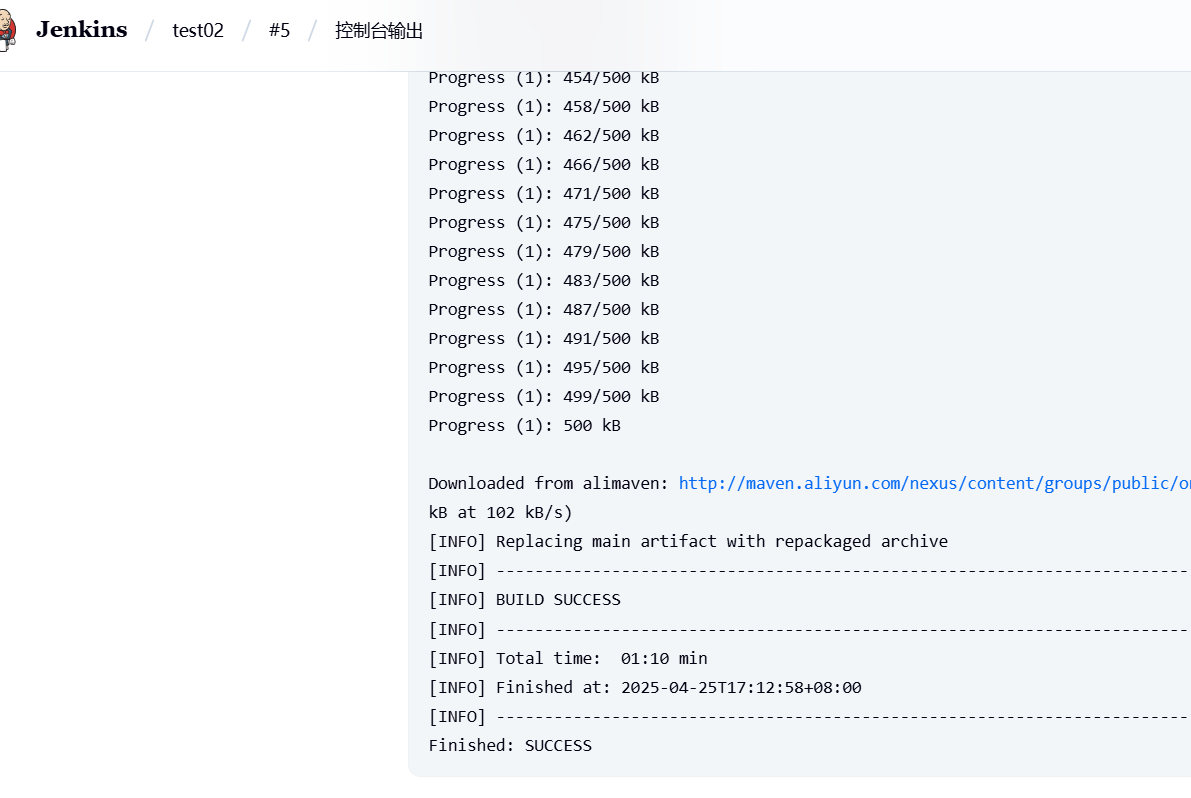 Jenkins / test02 / #5 / 控制台输出
Progress (1): 454/500 kB
Progress (1): 458/500 kB
Progress (1): 462/500 kB
Progress (1): 466/500 kB
Progress (1): 471/500 kB
Progress (1): 475/500 kB
Progress (1): 479/500 kB
Progress (1): 483/500 kB
Progress (1): 487/500 kB
Progress (1): 491/500 kB
Progress (1): 495/500 kB
Progress (1): 499/500 kB
Progress (1): 500 kB
Downloaded from alimaven: http://maven.aliyun.com/nexus/content/groups/public/
kB at 102 kB/s)
[INFO] Replacing main artifact with repackaged archive
[INFO] ------------------------------------------------------------------------
[INFO] BUILD SUCCESS
[INFO] ------------------------------------------------------------------------
[INFO] Total time:  01:10 min
[INFO] Finished at: 2025-04-25T17:12:58+08:00
[INFO] ------------------------------------------------------------------------
Finished: SUCCESS